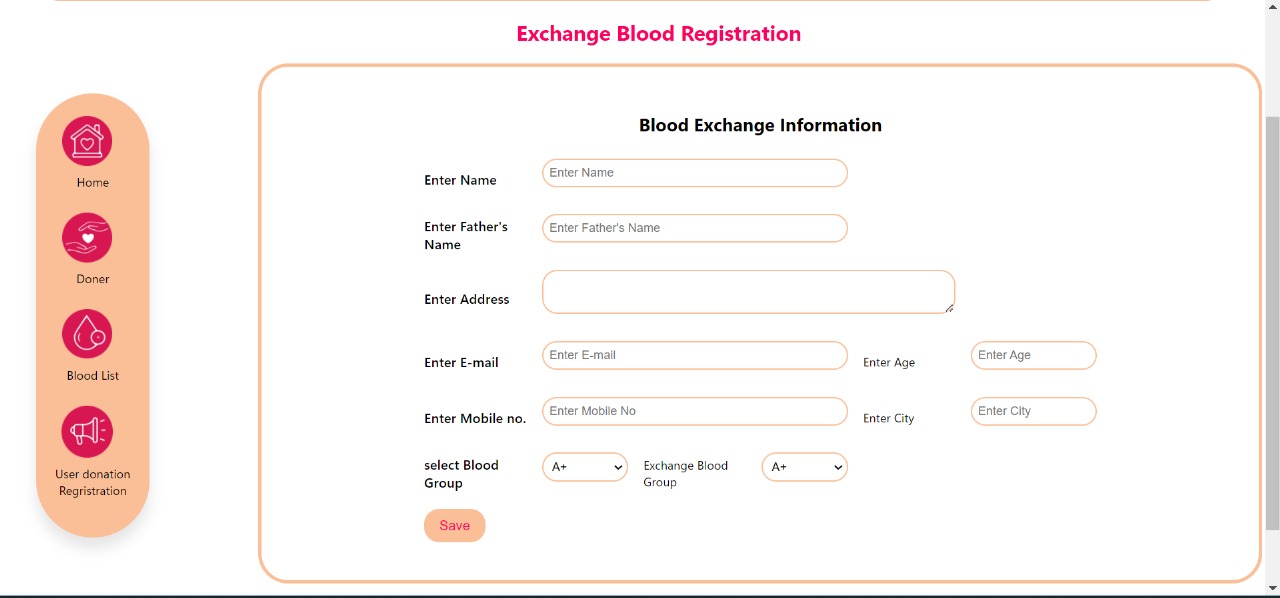 Exchange Blood Registration
Home
Doner
Blood List
User donation
Regristration
Blood Exchange Information
Enter Name
Enter Name
Enter Father's
Name
Enter Father's Name
Enter Address
Enter E-mail
Enter E-mail
Enter Age
Enter Age
Enter Mobile no.
Enter Mobile No
Enter City
Enter City
select Blood
Group
A+
Exchange Blood
Group
A+
Save